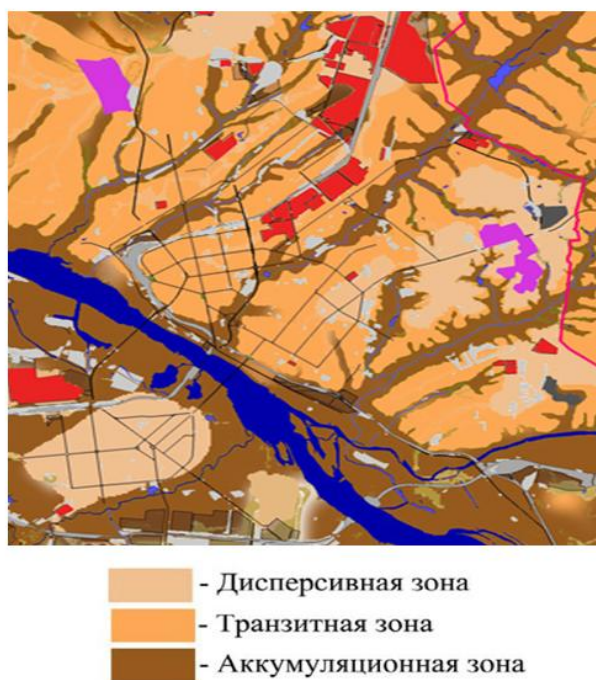 - Дисперсивная зона
- Транзитная зона
- Аккумуляционная зона